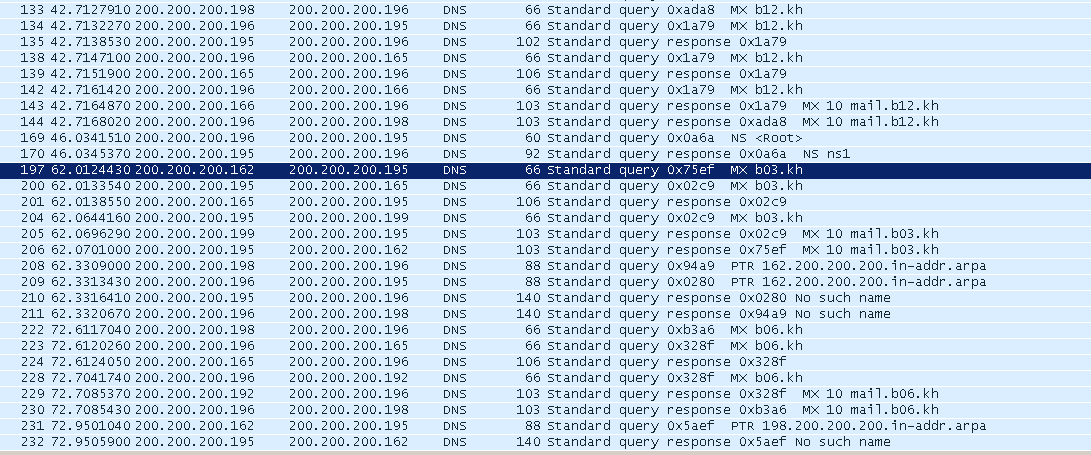 133 42.7127910 200.200.200.198 200.200.200.196 DNS 66 Standard query 0xada8 MX b12.kh
134 42.7132270 200.200.200.196 200.200.200.195 DNS 66 Standard query 0x1a79 MX b12.kh
135 42.7138530 200.200.200.195 200.200.200.196 DNS 102 Standard query response 0x1a79
138 42.7147100 200.200.200.196 200.200.200.165 DNS 66 Standard query 0x1a79 MX b12.kh
139 42.7151900 200.200.200.165 200.200.200.196 DNS 106 Standard query response 0x1a79
142 42.7161420 200.200.200.196 200.200.200.166 DNS 66 Standard query 0x1a79 MX b12.kh
143 42.7164870 200.200.200.166 200.200.200.196 DNS 103 Standard query response 0x1a79 MX 10 mail.b12.kh
144 42.7168020 200.200.200.196 200.200.200.198 DNS 103 Standard query response 0xada8 MX 10 mail.b12.kh
169 46.0341510 200.200.200.196 200.200.200.195 DNS 60 Standard query 0x0a6a NS <Root>
170 46.0345370 200.200.200.195 200.200.200.196 DNS 92 Standard query response 0x0a6a NS ns1
197 62.0124430 200.200.200.162 200.200.200.195 DNS 66 Standard query 0x75ef MX b03.kh
200 62.0133540 200.200.200.195 200.200.200.165 DNS 66 Standard query 0x02c9 MX b03.kh
201 62.0138550 200.200.200.165 200.200.200.195 DNS 106 Standard query response 0x02c9
204 62.0644160 200.200.200.195 200.200.200.199 DNS 66 Standard query 0x02c9 MX b03.kh
205 62.0696290 200.200.200.199 200.200.200.195 DNS 103 Standard query response 0x02c9 MX 10 mail.b03.kh
206 62.0701000 200.200.200.195 200.200.200.162 DNS 103 Standard query response 0x75ef MX 10 mail.b03.kh
208 62.3309000 200.200.200.198 200.200.200.196 DNS 88 Standard query 0x94a9 PTR 162.200.200.200.in-addr.arpa
209 62.3313430 200.200.200.196 200.200.200.195 DNS 88 Standard query 0x0280 PTR 162.200.200.200.in-addr.arpa
210 62.3316410 200.200.200.195 200.200.200.196 DNS 140 Standard query response 0x0280 No such name
211 62.3320670 200.200.200.196 200.200.200.198 DNS 140 Standard query response 0x94a9 No such name
222 72.6117040 200.200.200.198 200.200.200.196 DNS 66 Standard query 0xb3a6 MX b06.kh
223 72.6120260 200.200.200.196 200.200.200.165 DNS 66 Standard query 0x328f MX b06.kh
224 72.6124050 200.200.200.165 200.200.200.196 DNS 106 Standard query response 0x328f
228 72.7041740 200.200.200.196 200.200.200.192 DNS 66 Standard query 0x328f MX b06.kh
229 72.7085370 200.200.200.192 200.200.200.196 DNS 103 Standard query response 0x328f MX 10 mail.b06.kh
230 72.7085430 200.200.200.196 200.200.200.198 DNS 103 Standard query response 0xb3a6 MX 10 mail.b06.kh
231 72.9501040 200.200.200.162 200.200.200.195 DNS 88 Standard query 0x5aef PTR 198.200.200.200.in-addr.arpa
232 72.9505900 200.200.200.195 200.200.200.162 DNS 140 Standard query response 0x5aef No such name